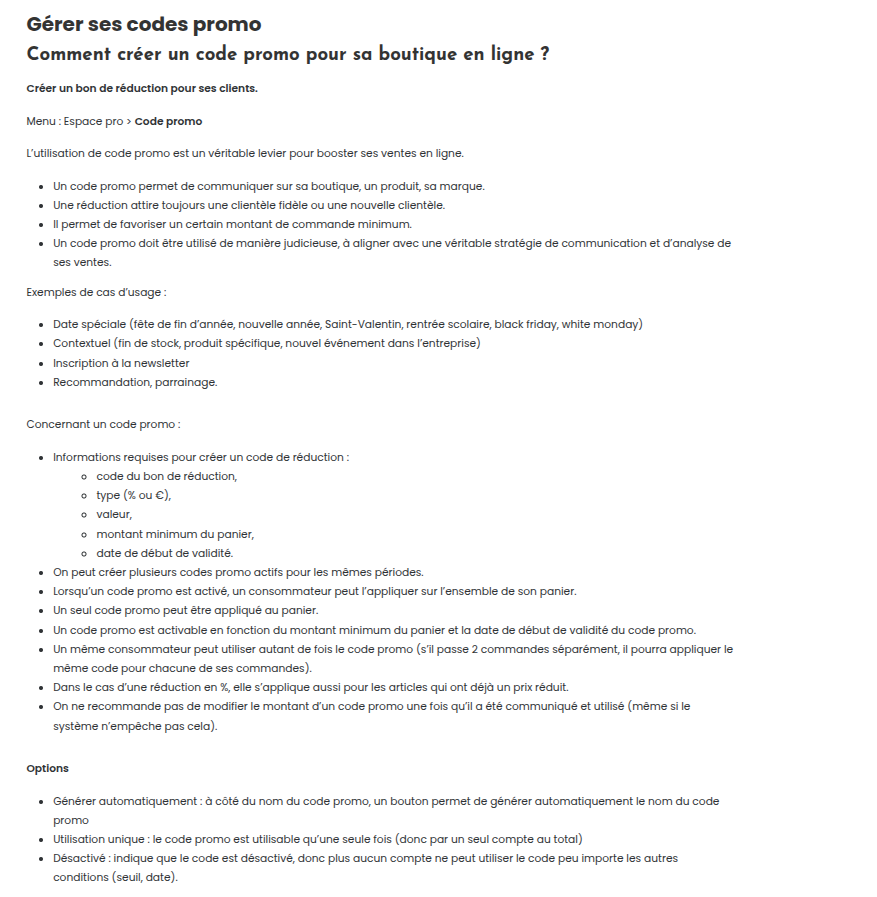 Gérer ses codes promo
Comment créer un code promo pour sa boutique en ligne ?
Créer un bon de réduction pour ses clients.
Menu : Espace pro > Code promo
L'utilisation de code promo est un véritable levier pour booster ses ventes en ligne.
• Un code promo permet de communiquer sur sa boutique, un produit, sa marque.
• Une réduction attire toujours une clientèle fidèle ou une nouvelle clientèle.
• Il permet de favoriser un certain montant de commande minimum.
• Un code promo doit être utilisé de manière judicieuse, à aligner avec une véritable stratégie de communication et d'analyse de
ses ventes.
Exemples de cas d'usage :
• Date spéciale (fête de fin d'année, nouvelle année, Saint-Valentin, rentrée scolaire, black friday, white monday)
• Contextuel (fin de stock, produit spécifique, nouvel événement dans l'entreprise)
• Inscription à la newsletter
• Recommandation, parrainage.
Concernant un code promo :
• Informations requises pour créer un code de réduction :
◦ code du bon de réduction,
◦ type (% ou €),
◦ valeur,
◦ montant minimum du panier,
◦ date de début de validité.
• On peut créer plusieurs codes promo actifs pour les mêmes périodes.
• Lorsqu'un code promo est activé, un consommateur peut l'appliquer sur l'ensemble de son panier.
• Un seul code promo peut être appliqué au panier.
• Un code promo est activable en fonction du montant minimum du panier et la date de début de validité du code promo.
• Un même consommateur peut utiliser autant de fois le code promo (s'il passe 2 commandes séparément, il pourra appliquer le
même code pour chacune de ses commandes).
• Dans le cas d'une réduction en %, elle s'applique aussi pour les articles qui ont déjà un prix réduit.
• On ne recommande pas de modifier le montant d'un code promo une fois qu'il a été communiqué et utilisé (même si le
système n'empêche pas cela).
Options
• Générer automatiquement : à côté du nom du code promo, un bouton permet de générer automatiquement le nom du code
promo
• Utilisation unique : le code promo est utilisable qu'une seule fois (donc par un seul compte au total)
• Désactivé : indique que le code est désactivé, donc plus aucun compte ne peut utiliser le code peu importe les autres
conditions (seuil, date).